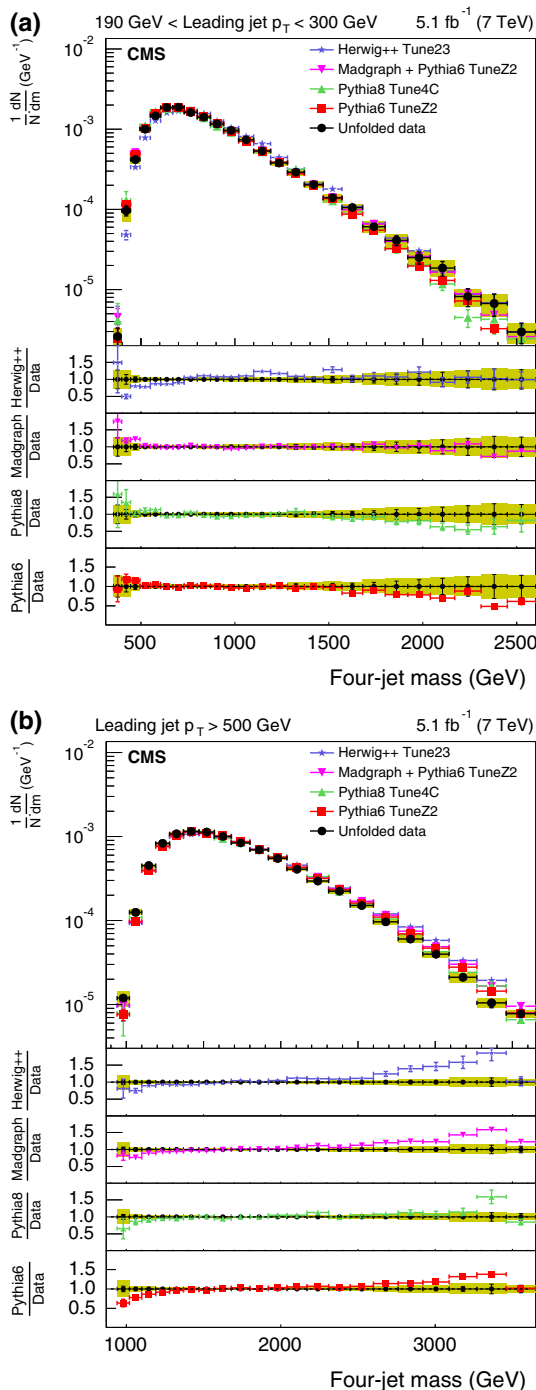 (a) 190 GeV < Leading jet p_T < 300 GeV 5.1 fb⁻¹ (7 TeV)
CMS
Herwig++ Tune23
Madgraph + Pythia6 TuneZ2
Pythia8 Tune4C
Pythia6 TuneZ2
Unfolded data
1/N dN/dm (GeV⁻¹)
10⁻²
10⁻³
10⁻⁴
10⁻⁵
Herwig++
Data
1.5
1.0
0.5
Madgraph
Data
1.5
1.0
0.5
Pythia8
Data
1.5
1.0
0.5
Pythia6
Data
1.5
1.0
0.5
500 1000 1500 2000 2500
Four-jet mass (GeV)
(b) Leading jet p_T > 500 GeV 5.1 fb⁻¹ (7 TeV)
CMS
Herwig++ Tune23
Madgraph + Pythia6 TuneZ2
Pythia8 Tune4C
Pythia6 TuneZ2
Unfolded data
1/N dN/dm (GeV⁻¹)
10⁻²
10⁻³
10⁻⁴
10⁻⁵
Herwig++
Data
1.5
1.0
0.5
Madgraph
Data
1.5
1.0
0.5
Pythia8
Data
1.5
1.0
0.5
Pythia6
Data
1.5
1.0
0.5
1000 2000 3000
Four-jet mass (GeV)